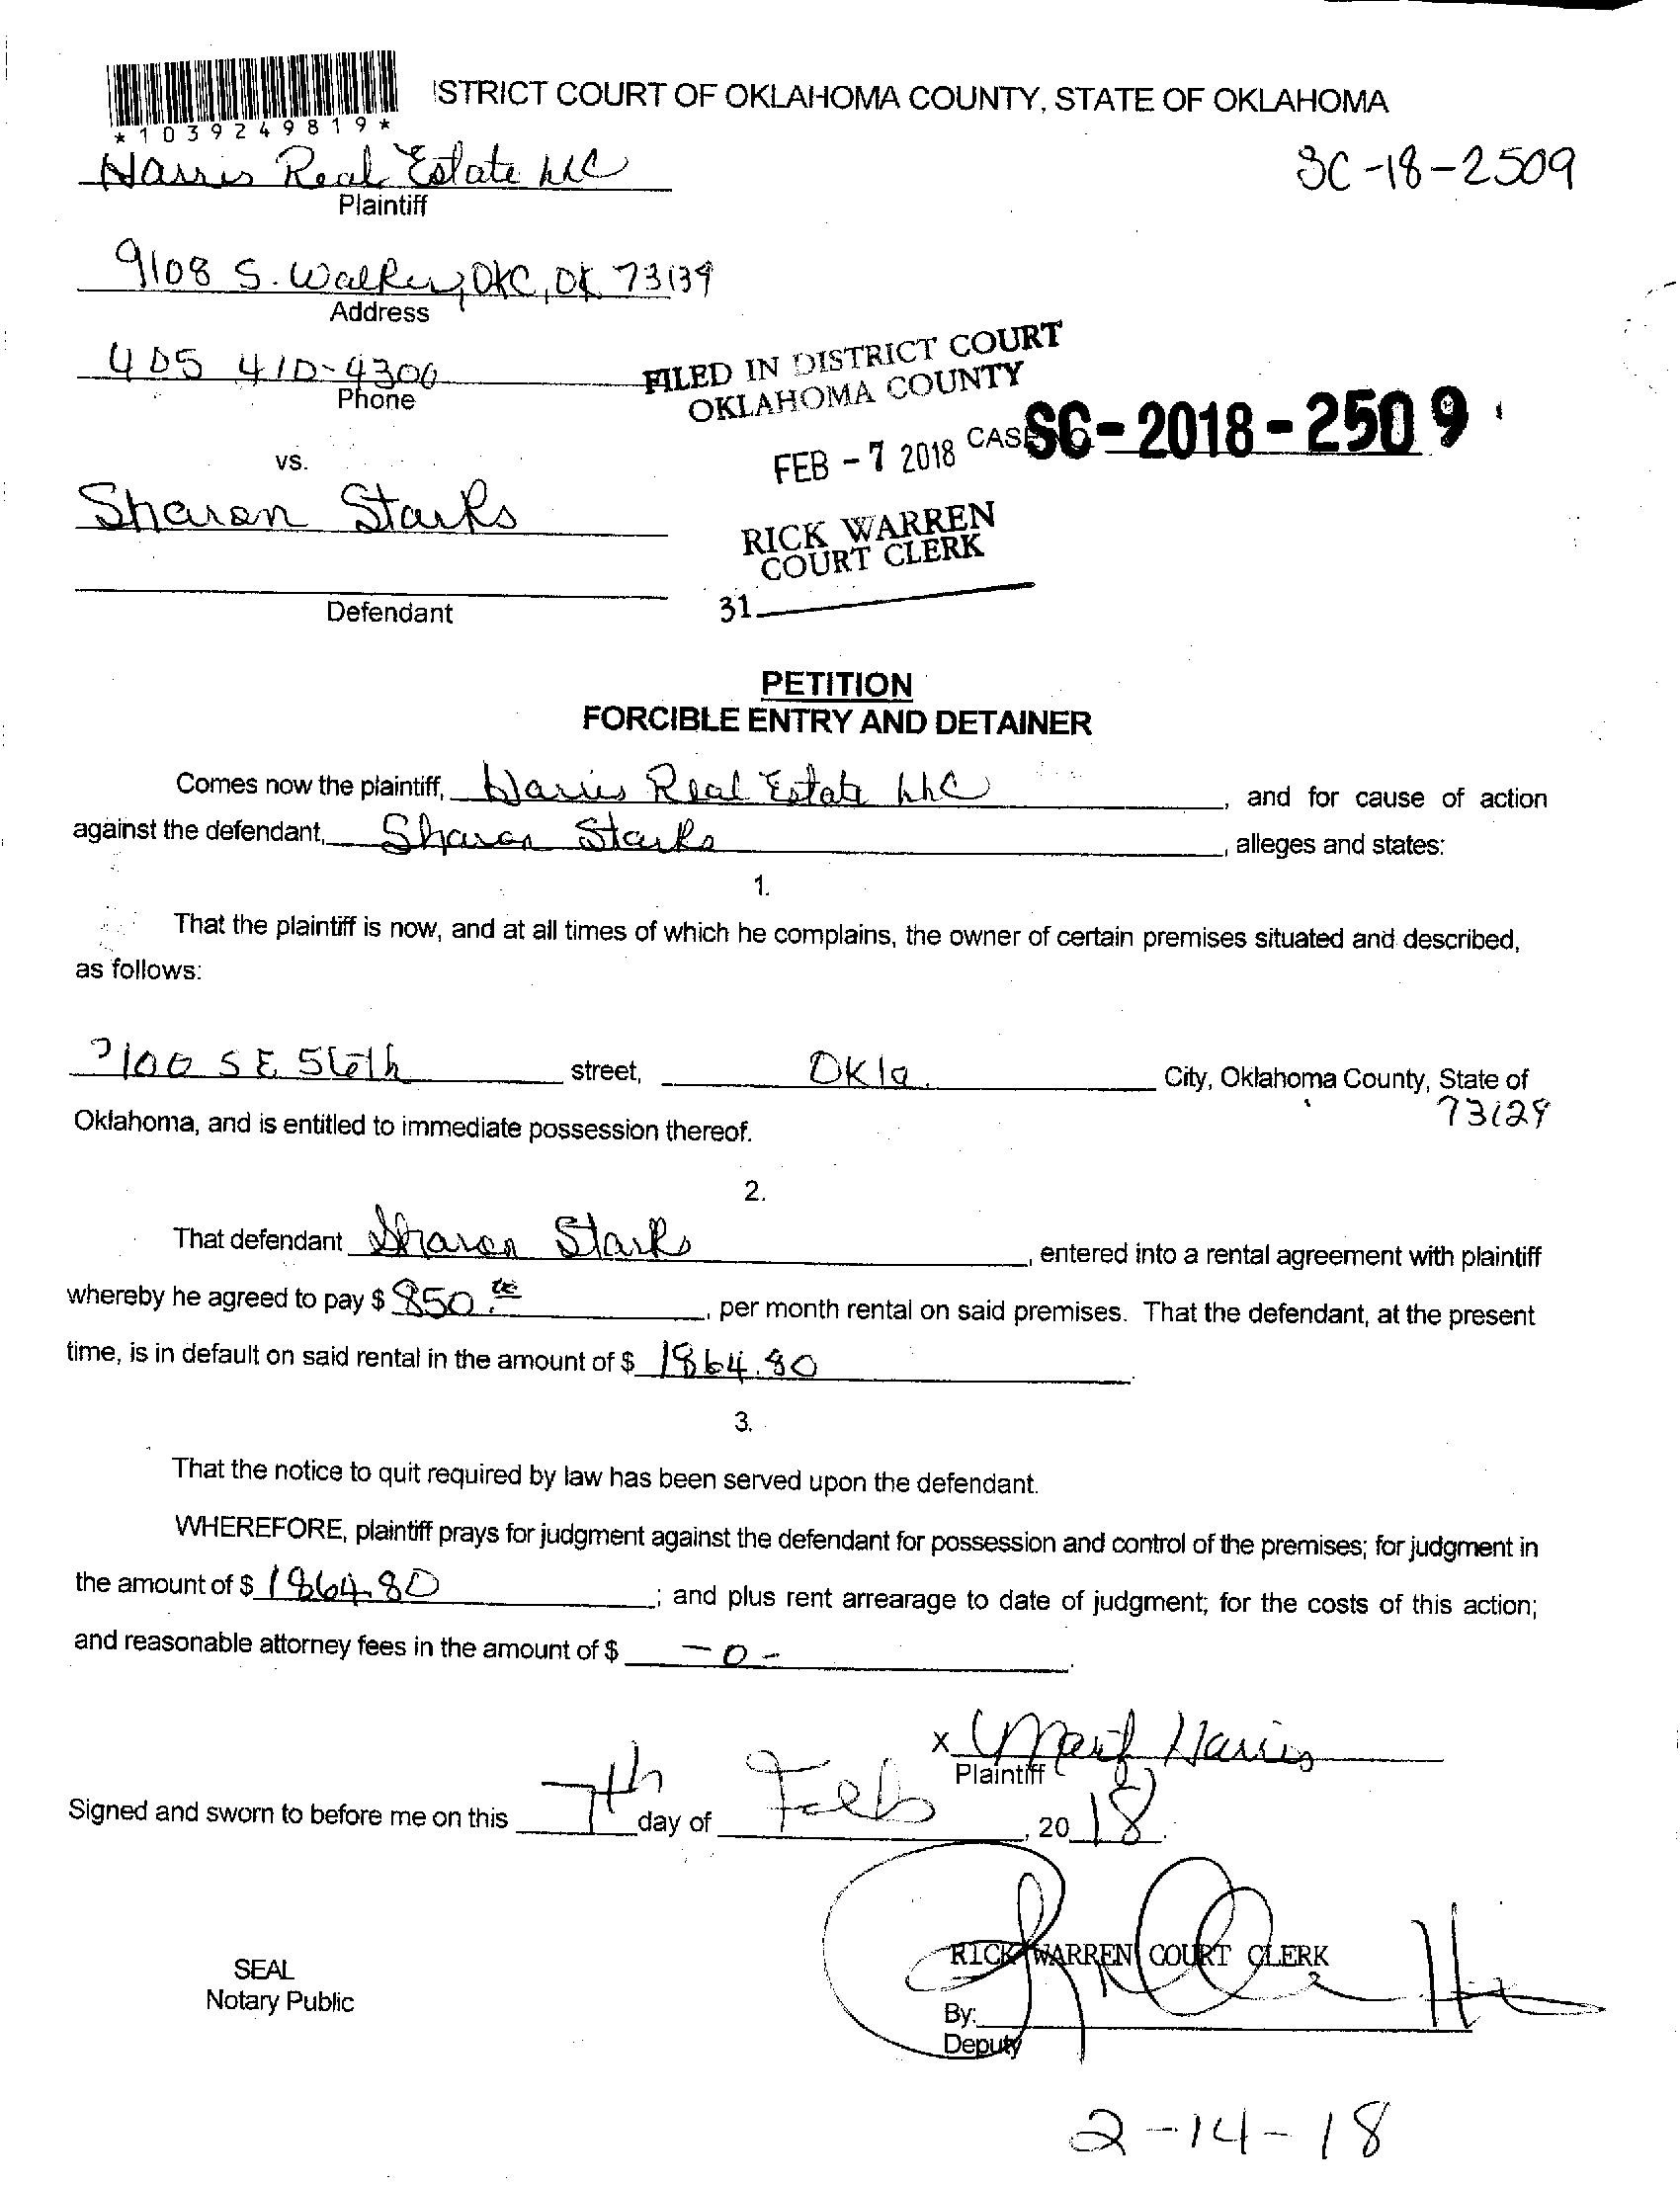 ISTRICT COURT OF OKLAHOMA COUNTY, STATE OF OKLAHOMA
*1039249819*
Harris Real Estate LLC
SC-18-2509
Plaintiff
9108 S. Walker, OKC, OK 73139
Address
405 410-4300
Phone
FILED IN DISTRICT COURT
OKLAHOMA COUNTY
FEB - 7 2018
CAS SC-2018-2509
vs.
Sharon Starks
RICK WARREN
COURT CLERK
31
Defendant
PETITION
FORCIBLE ENTRY AND DETAINER
Comes now the plaintiff, Harris Real Estate LLC, and for cause of action
against the defendant, Sharon Starks, alleges and states:
1.
That the plaintiff is now, and at all times of which he complains, the owner of certain premises situated and described,
as follows:
SE 56th street, Okla. City, Oklahoma County, State of
Oklahoma, and is entitled to immediate possession thereof. 73129
2.
That defendant Sharon Starks, entered into a rental agreement with plaintiff
whereby he agreed to pay $ 850., per month rental on said premises. That the defendant, at the present
time, is in default on said rental in the amount of $ 1864.80.
3.
That the notice to quit required by law has been served upon the defendant.
WHEREFORE, plaintiff prays for judgment against the defendant for possession and control of the premises; for judgment in
the amount of $ 1864.80; and plus rent arrearage to date of judgment; for the costs of this action;
and reasonable attorney fees in the amount of $ -0-.
x Harris
Plaintiff
Signed and sworn to before me on this 7th day of Feb, 2018.
SEAL
Notary Public
RICK WARREN COURT CLERK
By:
Deputy
2-14-18